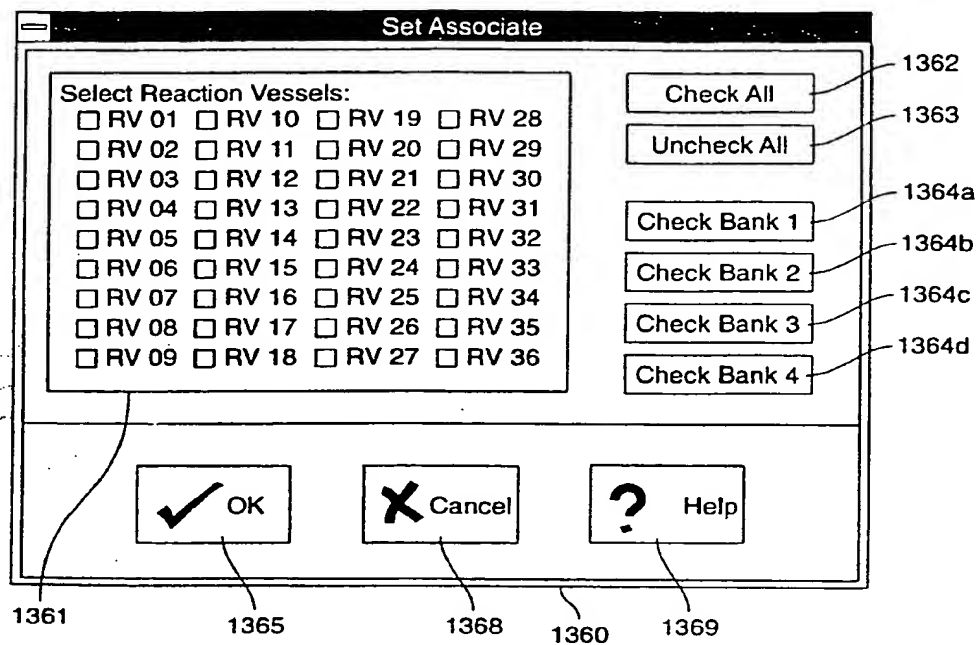 Set Associate
Select Reaction Vessels:
RV 01 RV 10 RV 19 RV 28
RV 02 RV 11 RV 20 RV 29
RV 03 RV 12 RV 21 RV 30
RV 04 RV 13 RV 22 RV 31
RV 05 RV 14 RV 23 RV 32
RV 06 RV 15 RV 24 RV 33
RV 07 RV 16 RV 25 RV 34
RV 08 RV 17 RV 26 RV 35
RV 09 RV 18 RV 27 RV 36
Check All
1362
Uncheck All
1363
Check Bank 1
1364a
Check Bank 2
1364b
Check Bank 3
1364c
Check Bank 4
1364d
OK
Cancel
? Help
1361
1365
1368
1360
1369